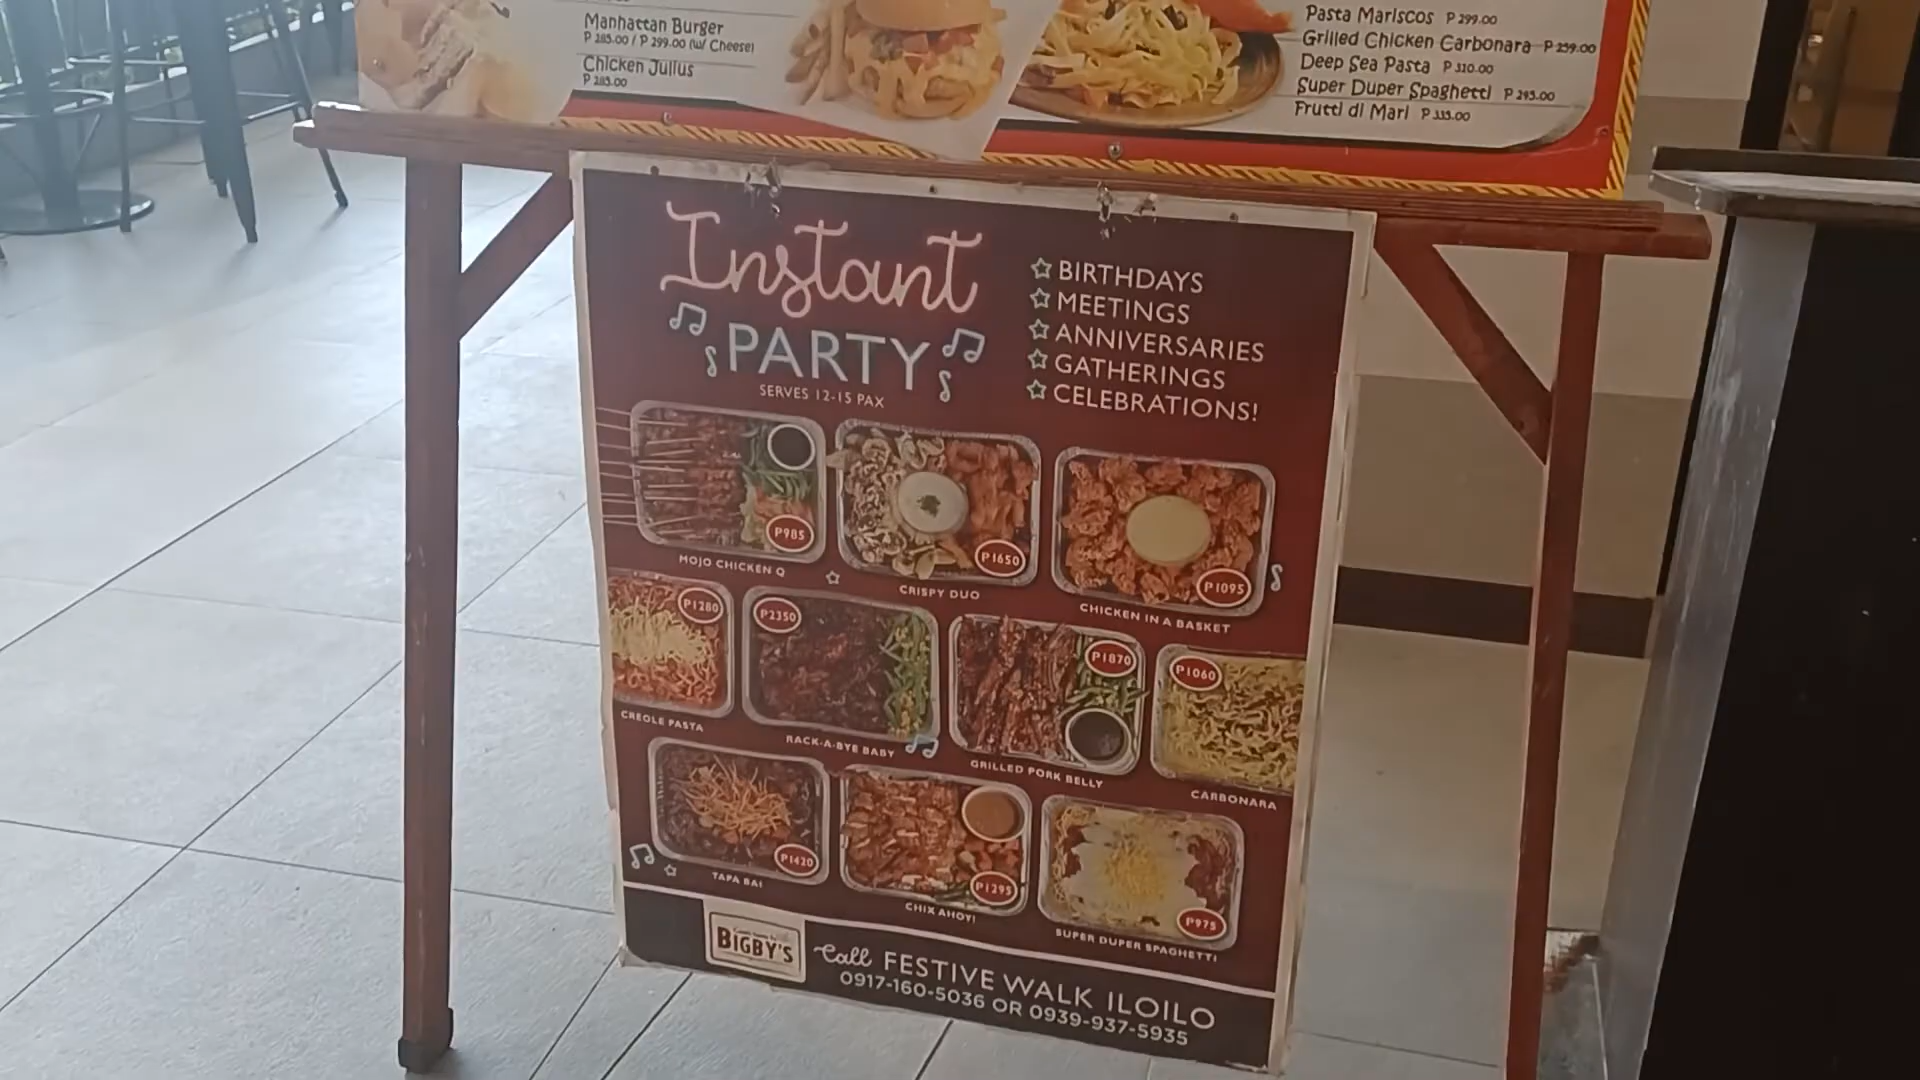 Manhattan Burger
P 285.00 / P 299.00 (w/ Cheese)
Chicken Julius
P 285.00
Pasta Mariscos P 299.00
Grilled Chicken Carbonara P 259.00
Deep Sea Pasta P 310.00
Super Duper Spaghetti P 245.00
Frutti di Mari P 335.00
Instant
PARTY
SERVES 12-15 PAX
BIRTHDAYS
MEETINGS
ANNIVERSARIES
GATHERINGS
CELEBRATIONS!
P985
MOJO CHICKEN Q
P1650
CRISPY DUO
P1095
CHICKEN IN A BASKET
P1280
CREOLE PASTA
P2350
RACK-A-BYE BABY
P1870
GRILLED PORK BELLY
P1060
CARBONARA
P1420
TAPA BAI
P1295
CHIX AHOY!
P975
SUPER DUPER SPAGHETTI
BIGBY'S
Call FESTIVE WALK ILOILO
0917-160-5036 OR 0939-937-5935